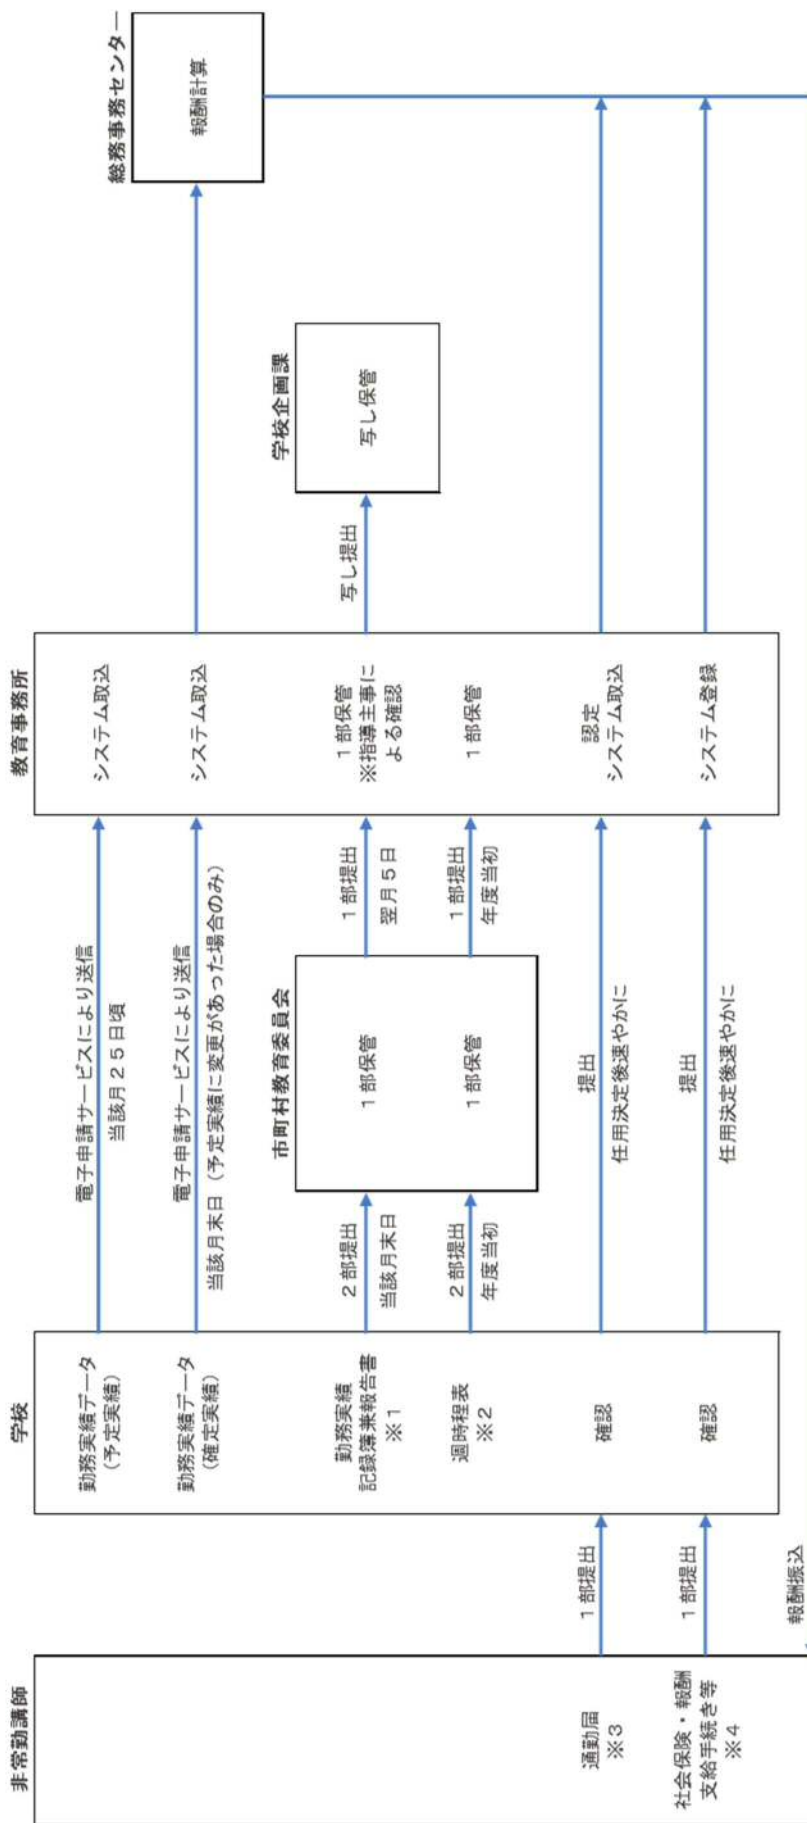 非常勤講師
通勤届
※３
社会保険・報酬
支給手続き等
※４
１部提出
１部提出
報酬振込
学校
勤務実績データ
（予定実績）
勤務実績データ
（確定実績）
勤務実績
記録簿兼報告書
※１
週時程表
※２
確認
確認
電子申請サービスにより送信
当該月２５日頃
電子申請サービスにより送信
当該月末日（予定実績に変更があった場合のみ）
２部提出
当該月末日
２部提出
年度当初
市町村教育委員会
１部保管
１部保管
１部提出
翌月５日
１部提出
年度当初
提出
任用決定後速やかに
提出
任用決定後速やかに
教育事務所
システム取込
システム取込
１部保管
※指導主事に
よる確認
１部保管
認定
システム取込
システム登録
写し提出
学校企画課
写し保管
総務事務センター
報酬計算